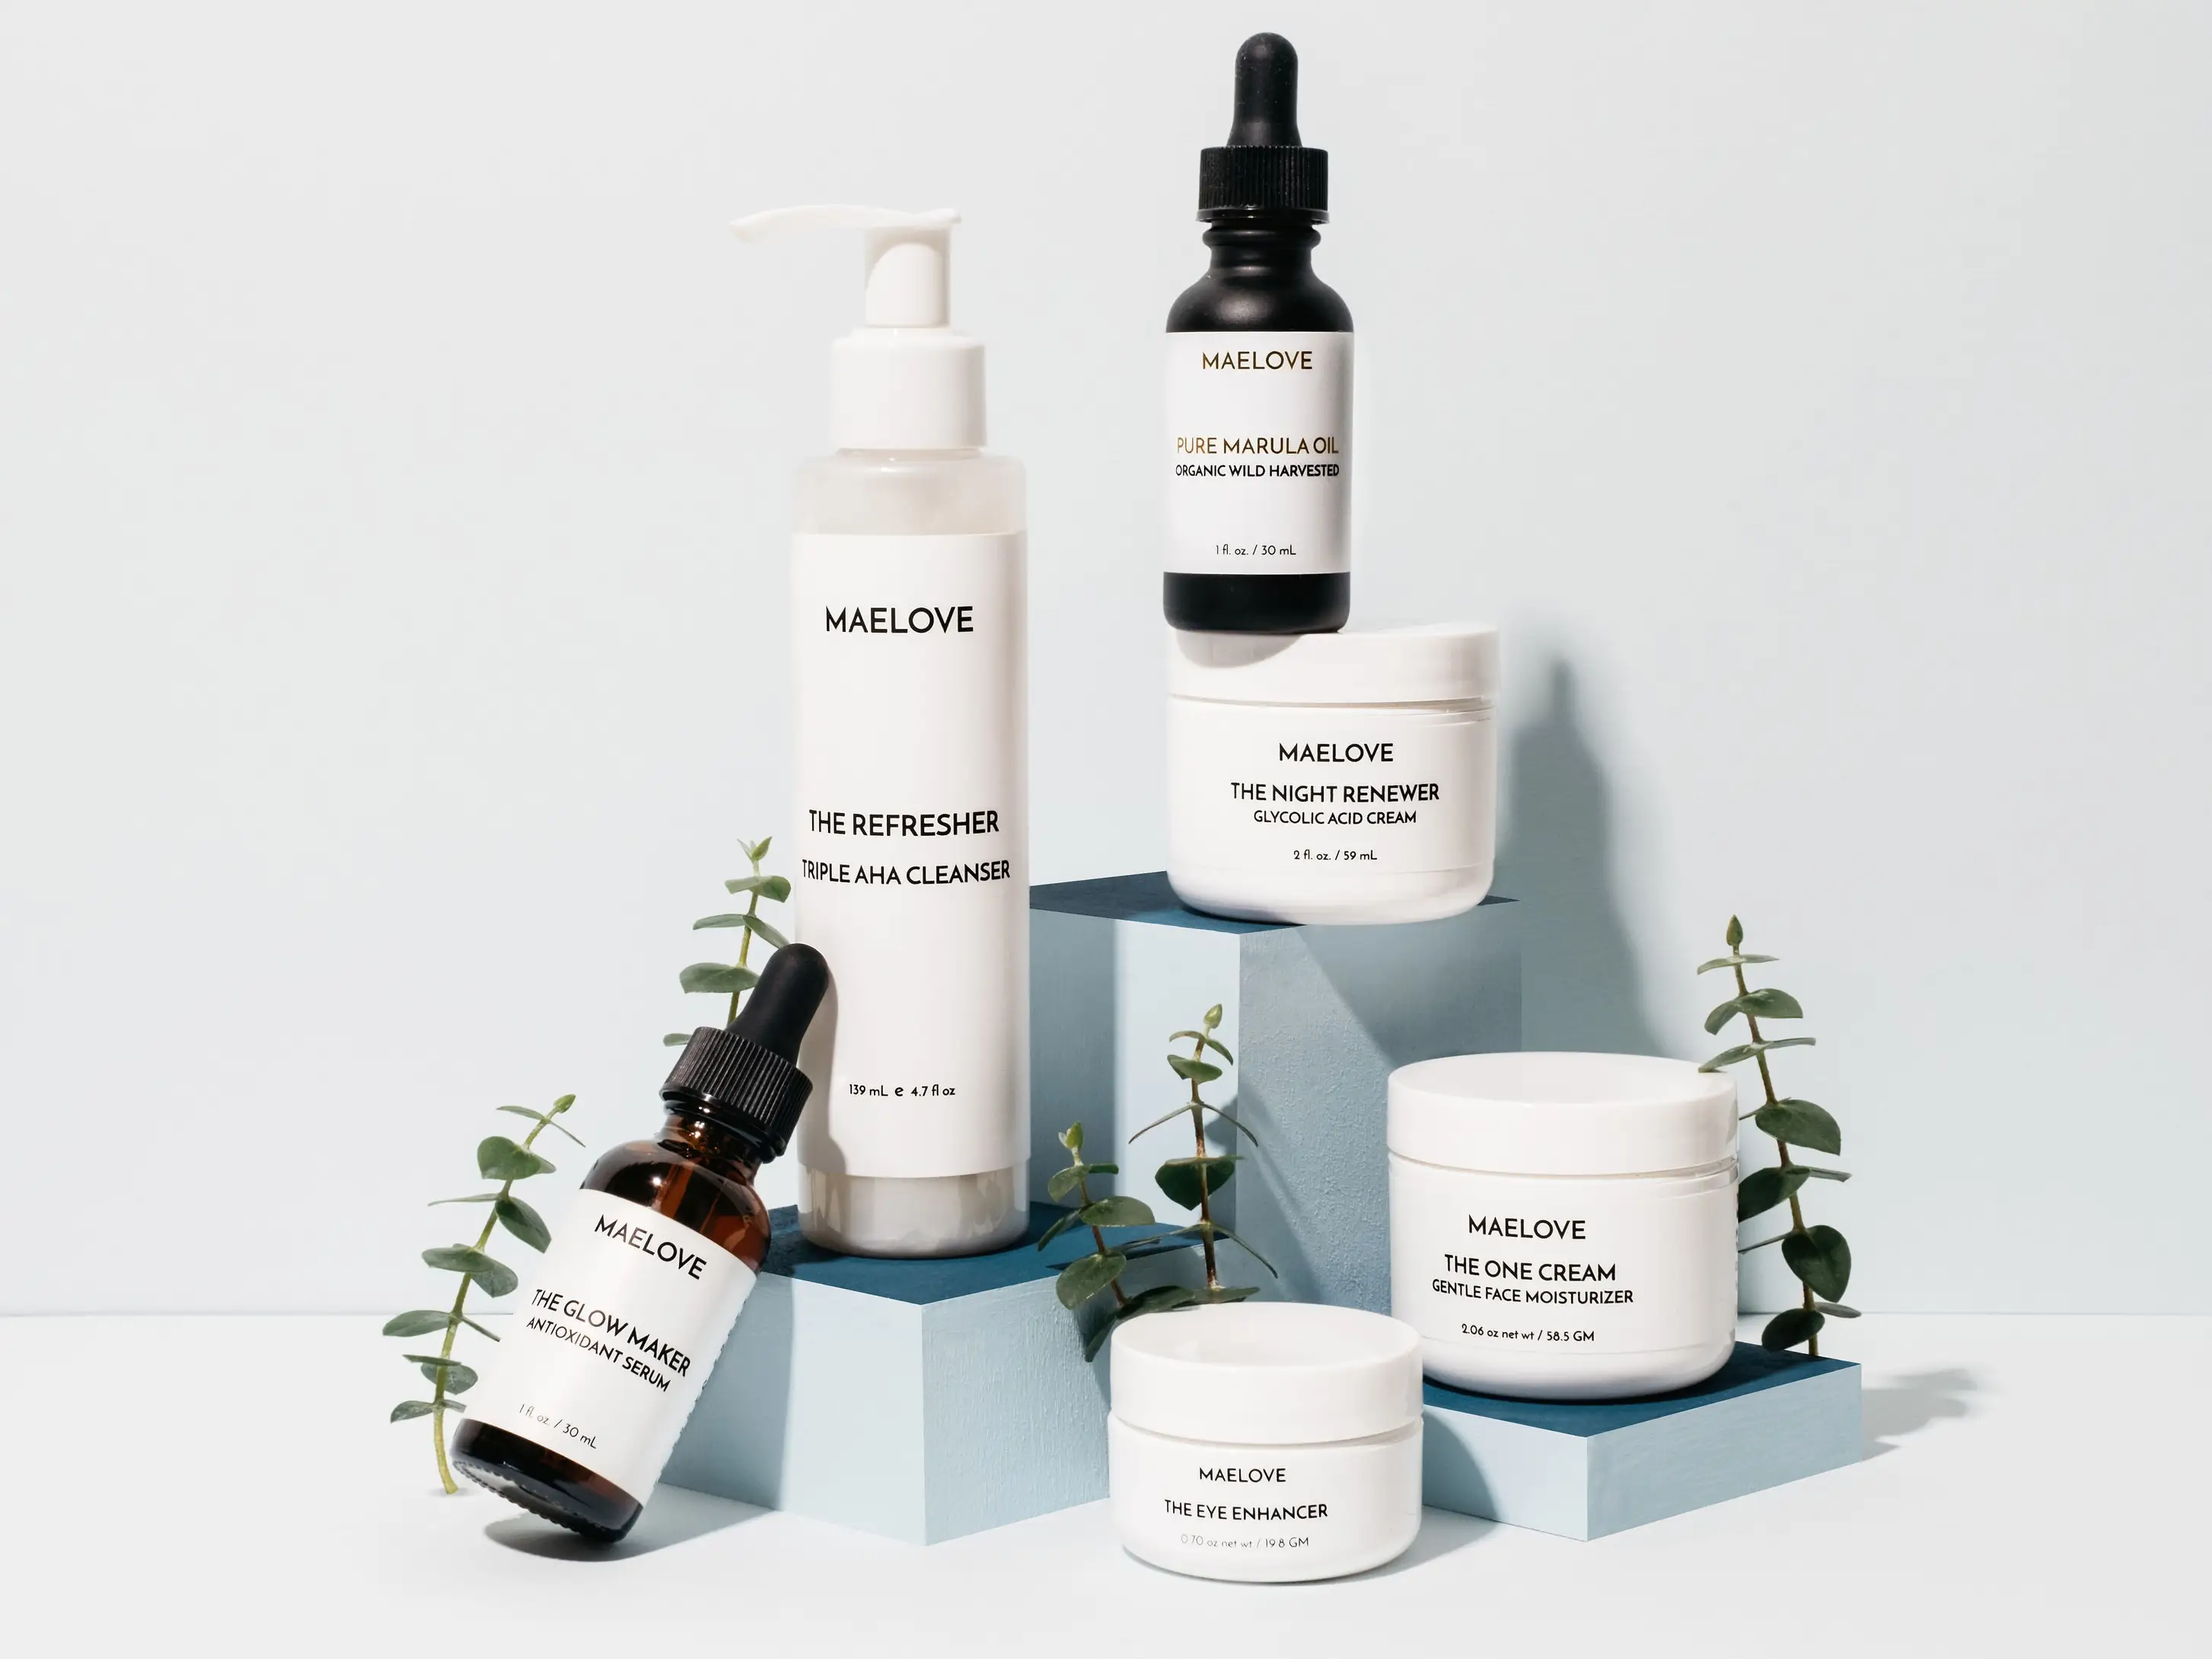 MAELOVE
PURE MARULA OIL
ORGANIC WILD HARVESTED
1 fl. oz. / 30 mL
MAELOVE
THE REFRESHER
TRIPLE AHA CLEANSER
139 mL e 4.7 fl oz
MAELOVE
THE NIGHT RENEWER
GLYCOLIC ACID CREAM
2 fl. oz. / 59 mL
MAELOVE
THE GLOW MAKER
ANTIOXIDANT SERUM
1 fl. oz. / 30 mL
MAELOVE
THE ONE CREAM
GENTLE FACE MOISTURIZER
2.06 oz net wt / 58.5 GM
MAELOVE
THE EYE ENHANCER
0.70 oz net wt / 19.8 GM